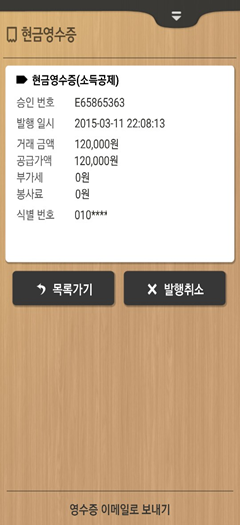 현금영수증
현금영수증(소득공제)
승인 번호 E65865363
발행 일시 2015-03-11 22:08:13
거래 금액 120,000원
공급가액 120,000원
부가세 0원
봉사료 0원
식별 번호 010****
목록가기 발행취소
영수증 이메일로 보내기